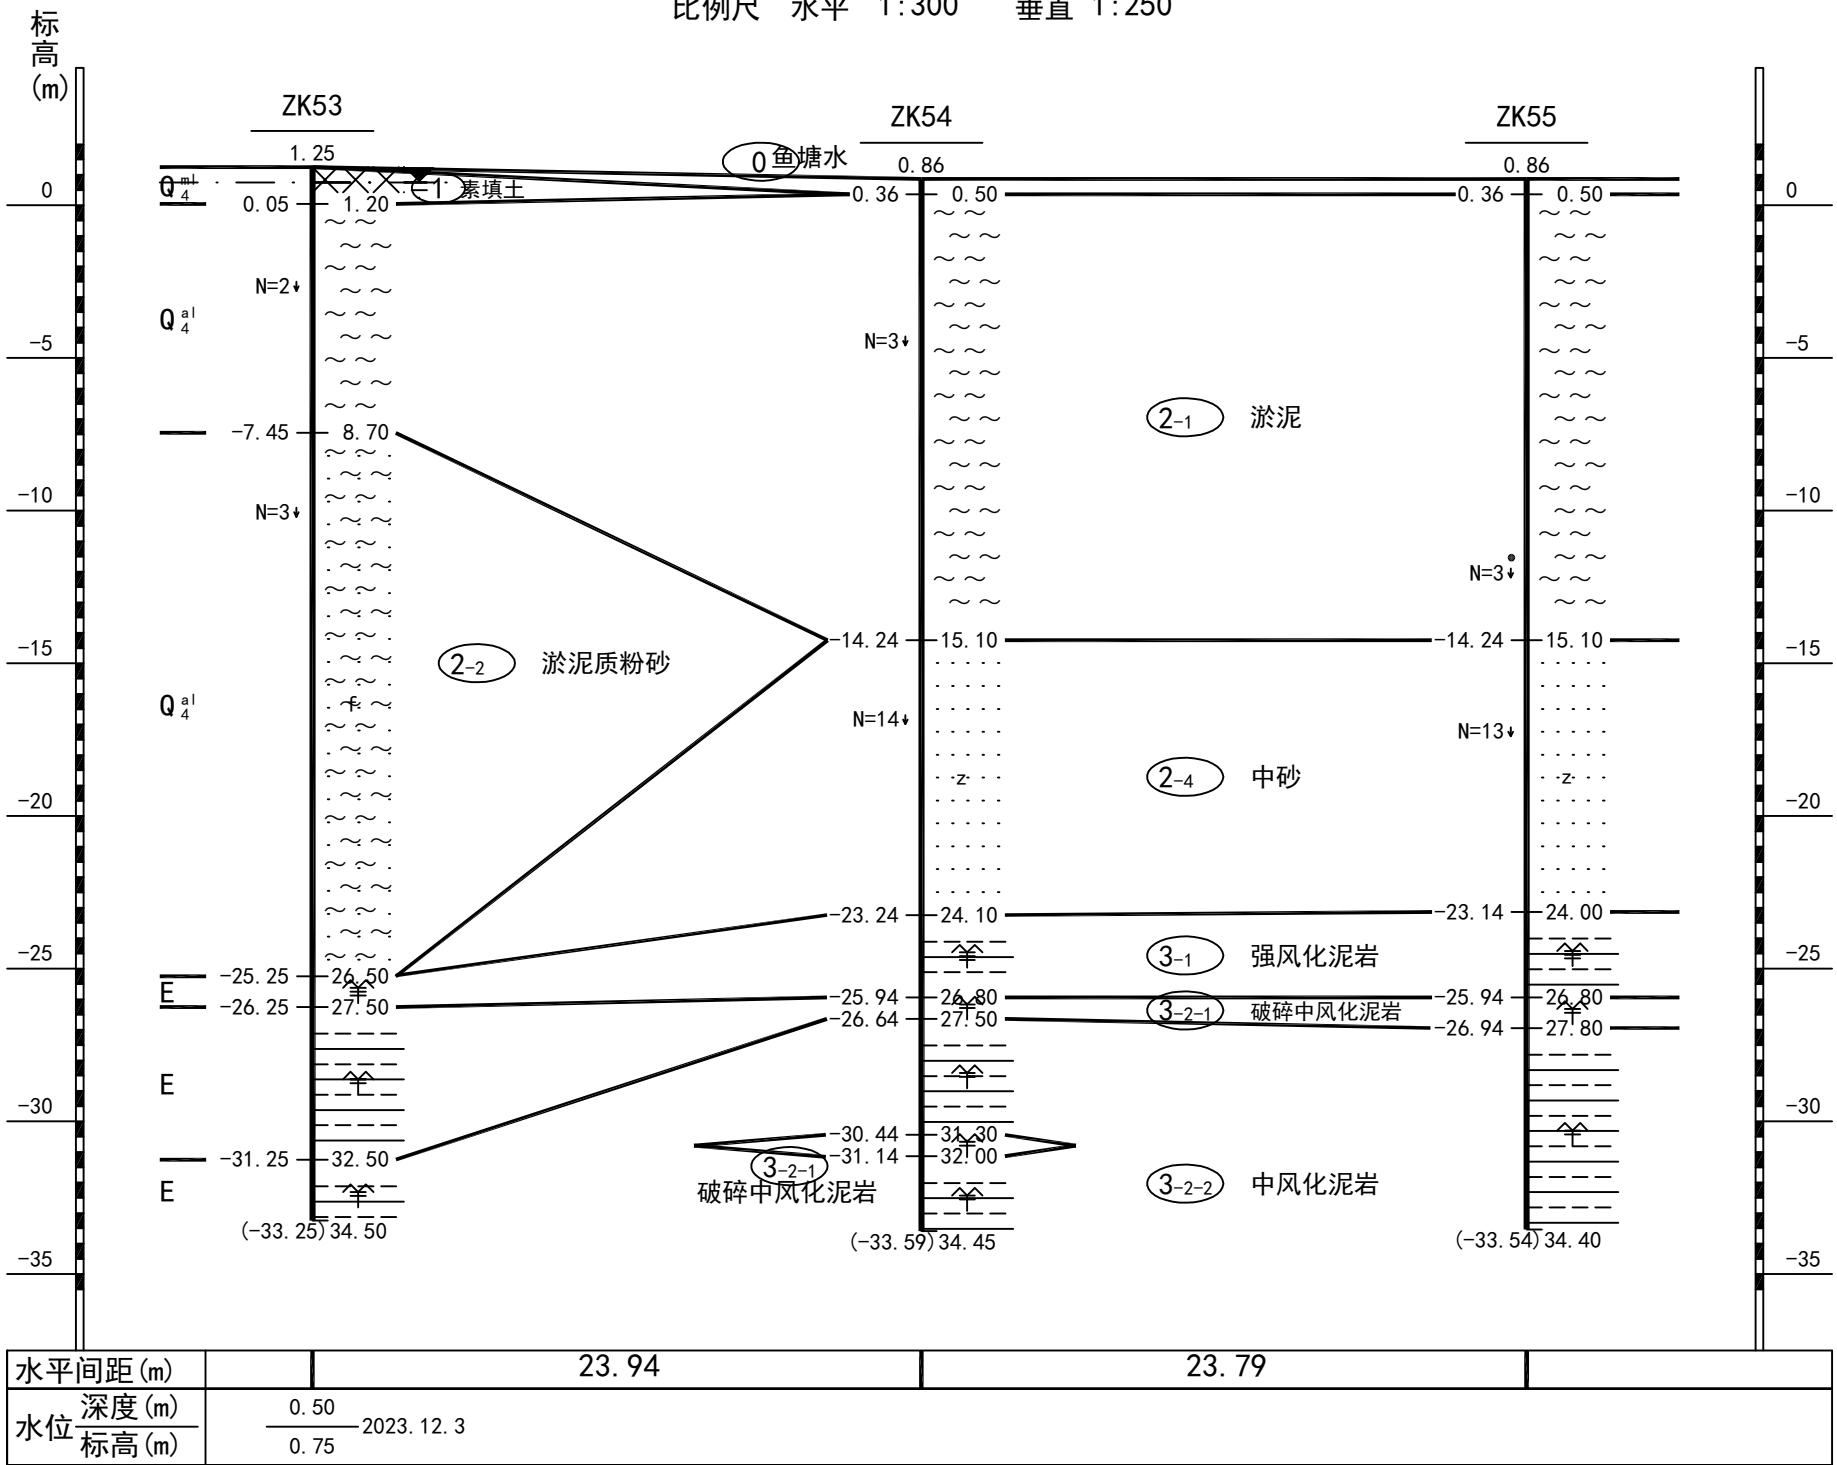 比例尺 水平 1:300 垂直 1:250
标高(m)
ZK53
ZK54
ZK55
1.25
0 鱼塘水
0.86
0.86
Q4ml
1 素填土
0
0.05 1.20
0.36 0.50
0.36 0.50
0
N=2
Q4al
N=3
-5
-5
2-1 淤泥
-7.45 8.70
-10
N=3
-10
N=3
-14.24 15.10
-14.24 15.10
-15
2-2 淤泥质粉砂
-15
Q4al
f
N=14
N=13
z
2-4 中砂
z
-20
-20
-23.24 24.10
-23.14 24.00
3-1 强风化泥岩
-25
-25.25 26.50
-25
E
-26.25 27.50
-25.94 26.80
3-2-1 破碎中风化泥岩
-25.94 26.80
-26.64 27.50
-26.94 27.80
E
-30
-30
-30.44 31.30
-31.25 32.50
-31.14 32.00
3-2-1
破碎中风化泥岩
3-2-2 中风化泥岩
E
(-33.25) 34.50
(-33.59) 34.45
(-33.54) 34.40
-35
-35
水平间距(m) 23.94 23.79
水位 深度(m) 标高(m)
0.50
0.75
2023.12.3